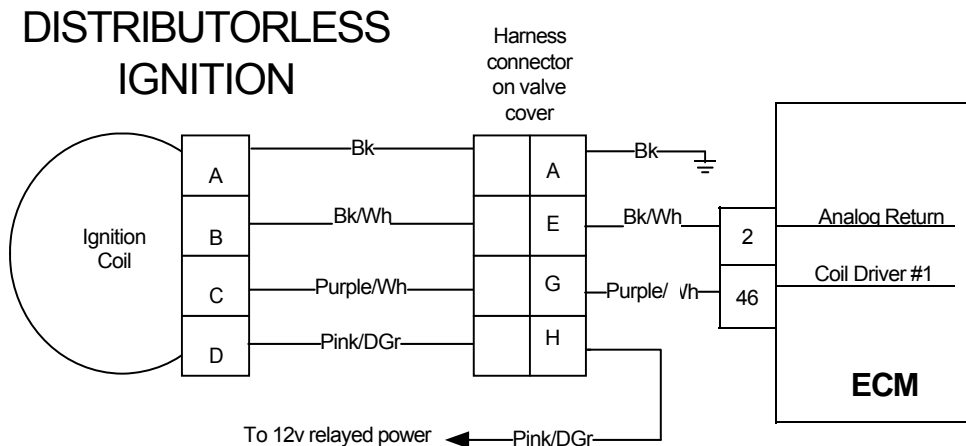 DISTRIBUTORLESS
IGNITION
Harness
connector
on valve
cover
Bk
Bk
A
A
Bk/Wh
Bk/Wh
B
E
2
Analog Return
Ignition
Coil
Purple/Wh
Purple/
C
G
46
Coil Driver #1
Pink/DGr
D
H
ECM
To 12v relayed power
Pink/DGr